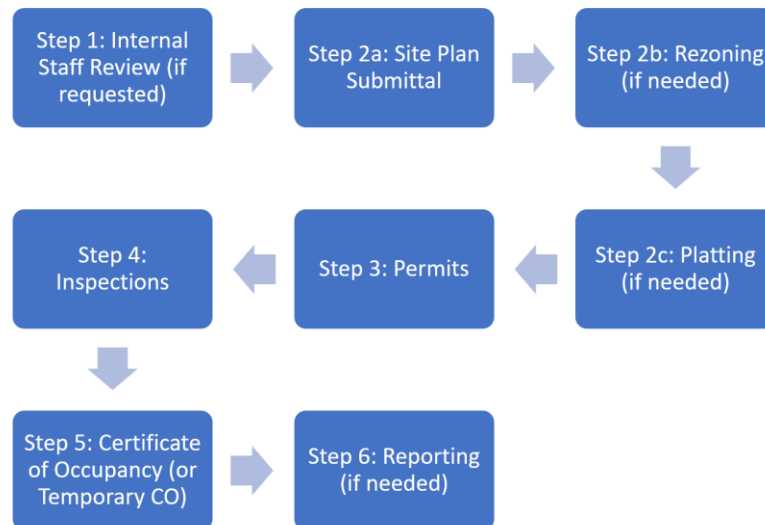 Step 1: Internal
Staff Review (if
requested)
Step 2a: Site Plan
Submittal
Step 2b: Rezoning
(if needed)
Step 2c: Platting
(if needed)
Step 3: Permits
Step 4:
Inspections
Step 5: Certificate
of Occupancy (or
Temporary CO)
Step 6: Reporting
(if needed)